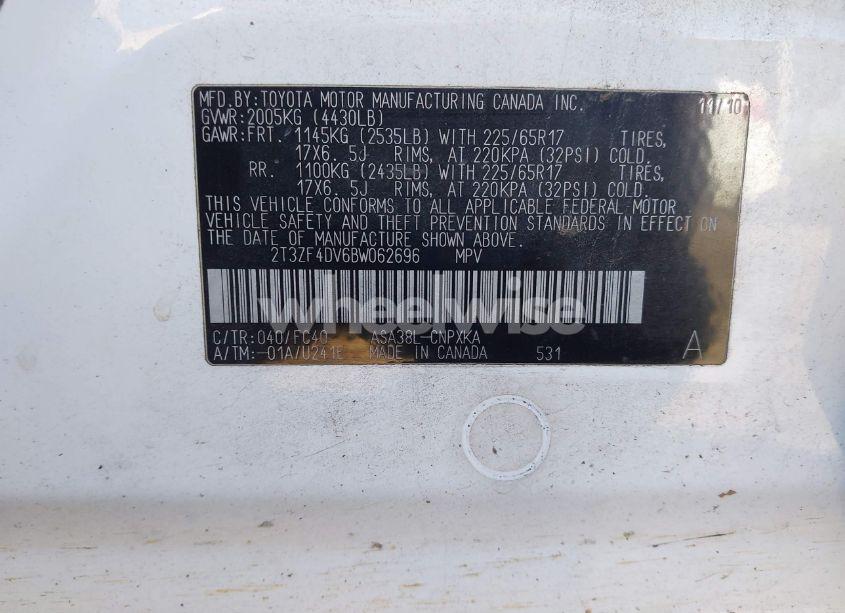 MFD.BY:TOYOTA MOTOR MANUFACTURING CANADA INC. 11/10
GVWR:2005KG (4430LB)
GAWR:FRT. 1145KG (2535LB) WITH 225/65R17 TIRES,
17X6. 5J RIMS, AT 220KPA (32PSI) COLD.
RR. 1100KG (2435LB) WITH 225/65R17 TIRES,
17X6. 5J RIMS, AT 220KPA (32PSI) COLD.
THIS VEHICLE CONFORMS TO ALL APPLICABLE FEDERAL MOTOR
VEHICLE SAFETY AND THEFT PREVENTION STANDARDS IN EFFECT ON
THE DATE OF MANUFACTURE SHOWN ABOVE.
2T3ZF4DV6BW062696 MPV
wheelwise
C/TR:040/FC40 ASA38L-CNPXKA
A/TM:-01A/U241E MADE IN CANADA 531 A